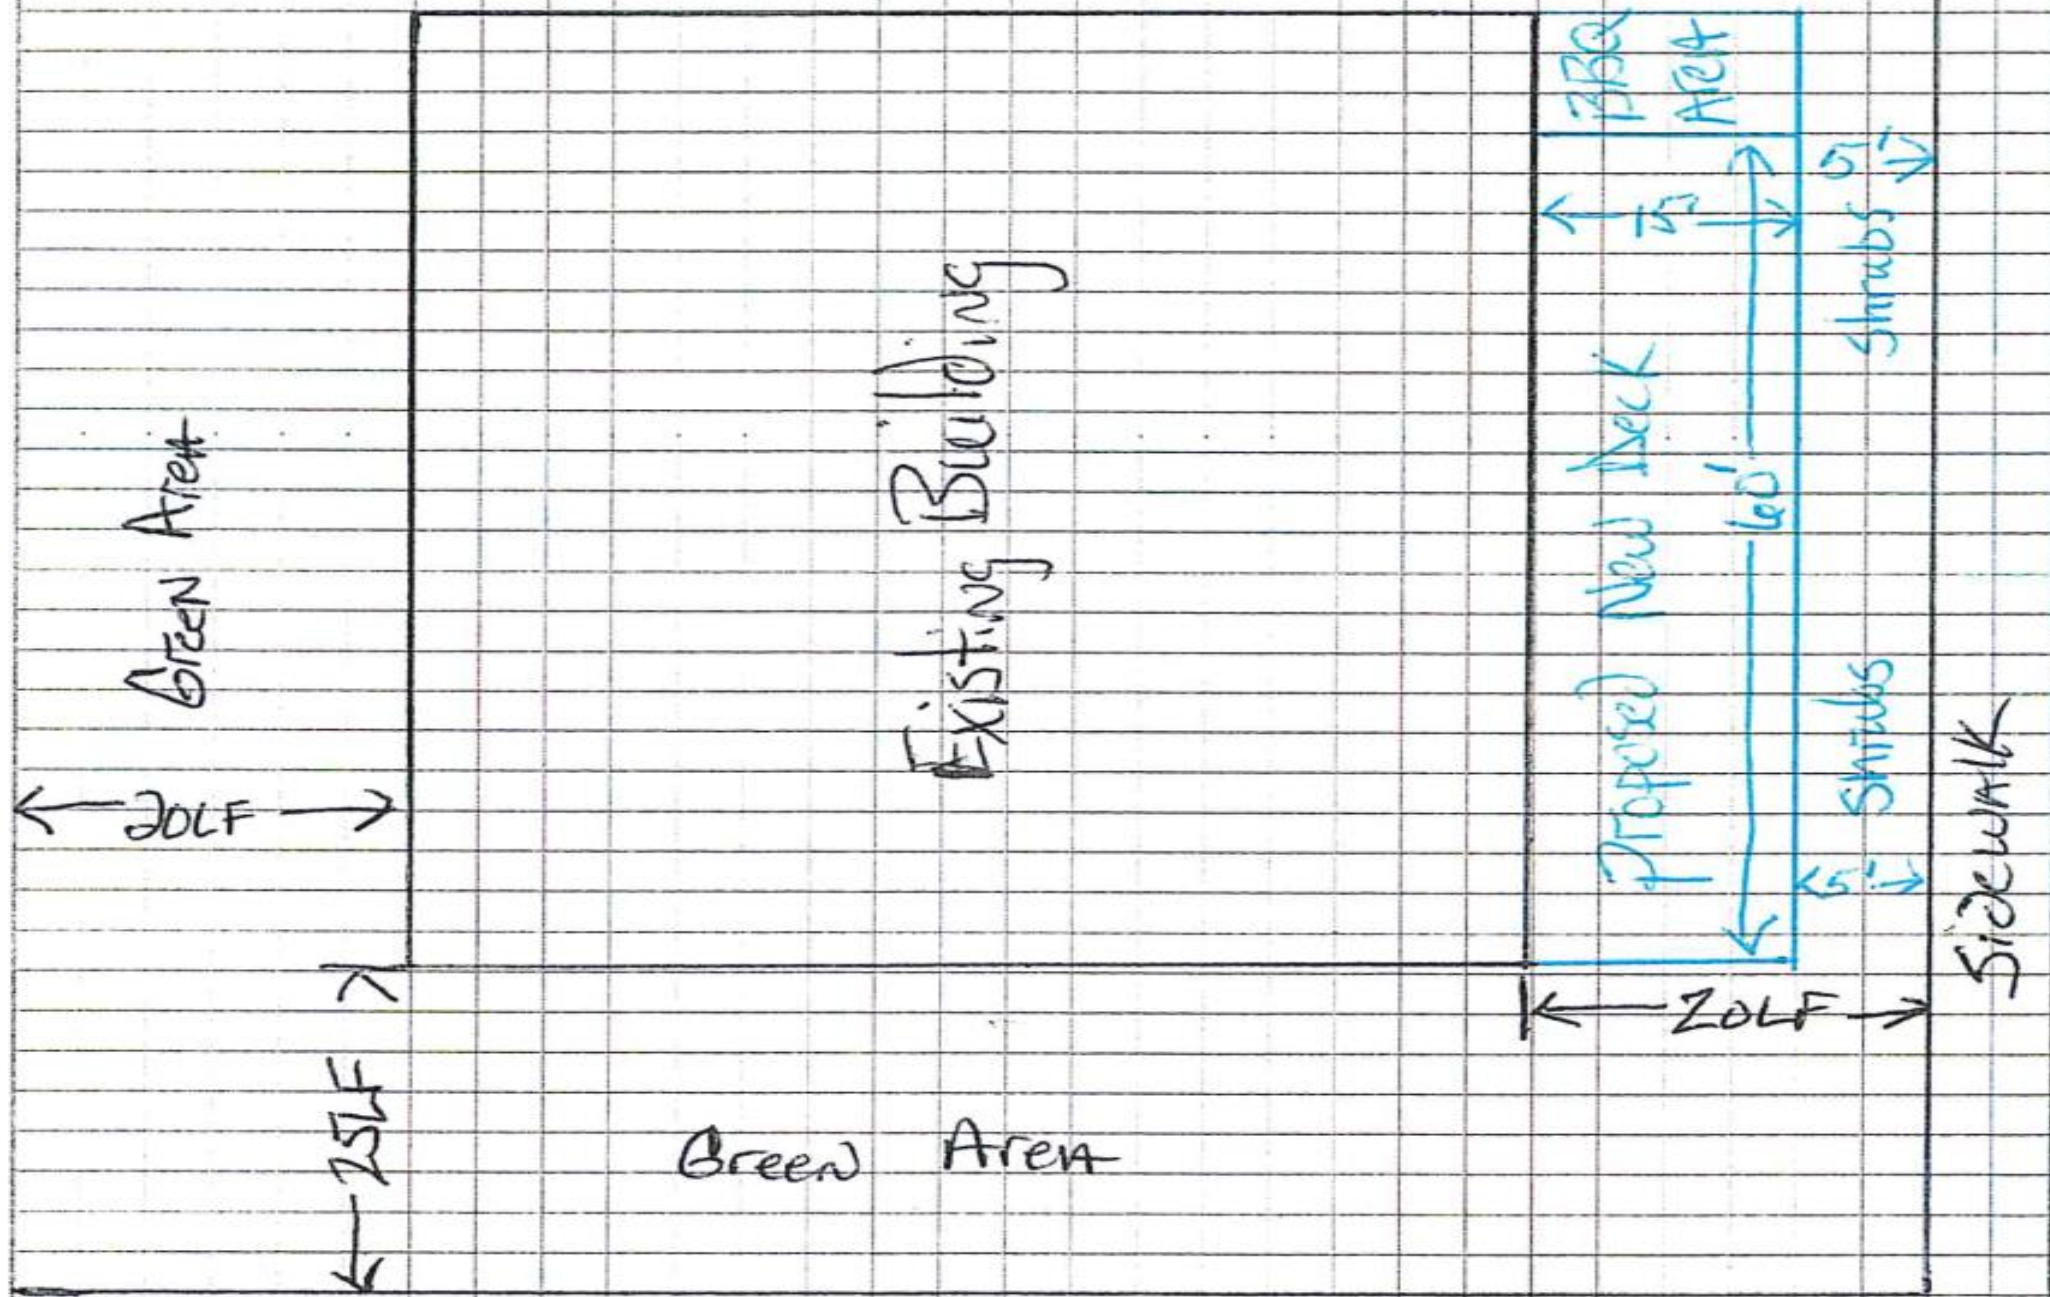 Green Area
20LF
25LF
Existing Building
Green Area
BBQ
Area
15'
Proposed New Deck
60'
Shrubs 5'
Shrubs
5'
20LF
Sidewalk